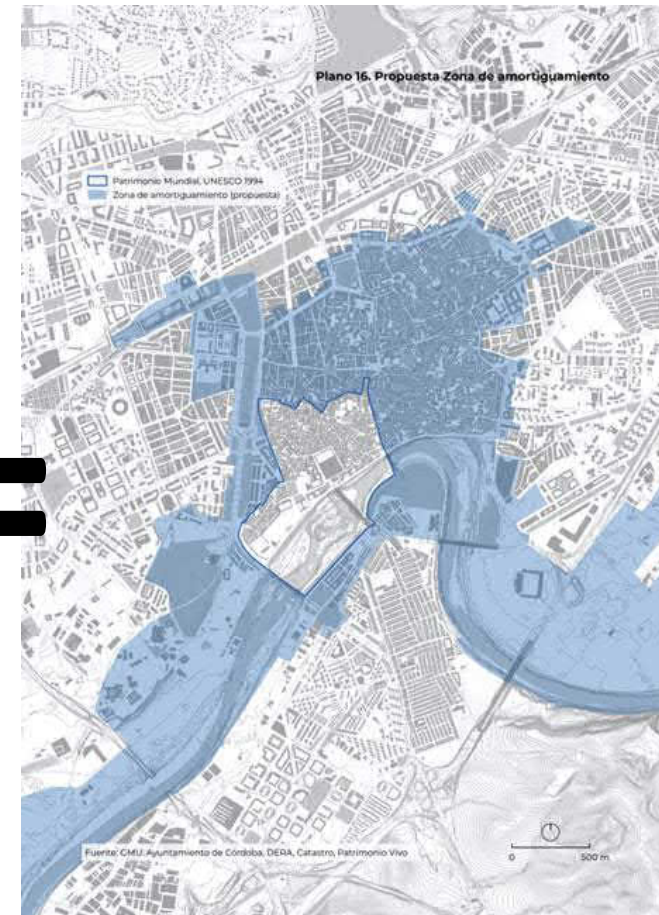 Plano 16. Propuesta Zona de amortiguamiento
Patrimonio Mundial, UNESCO 1994
Zona de amortiguamiento (propuesta)
Fuente: GMU. Ayuntamiento de Córdoba, DERA, Catastro, Patrimonio Vivo
0 500 m